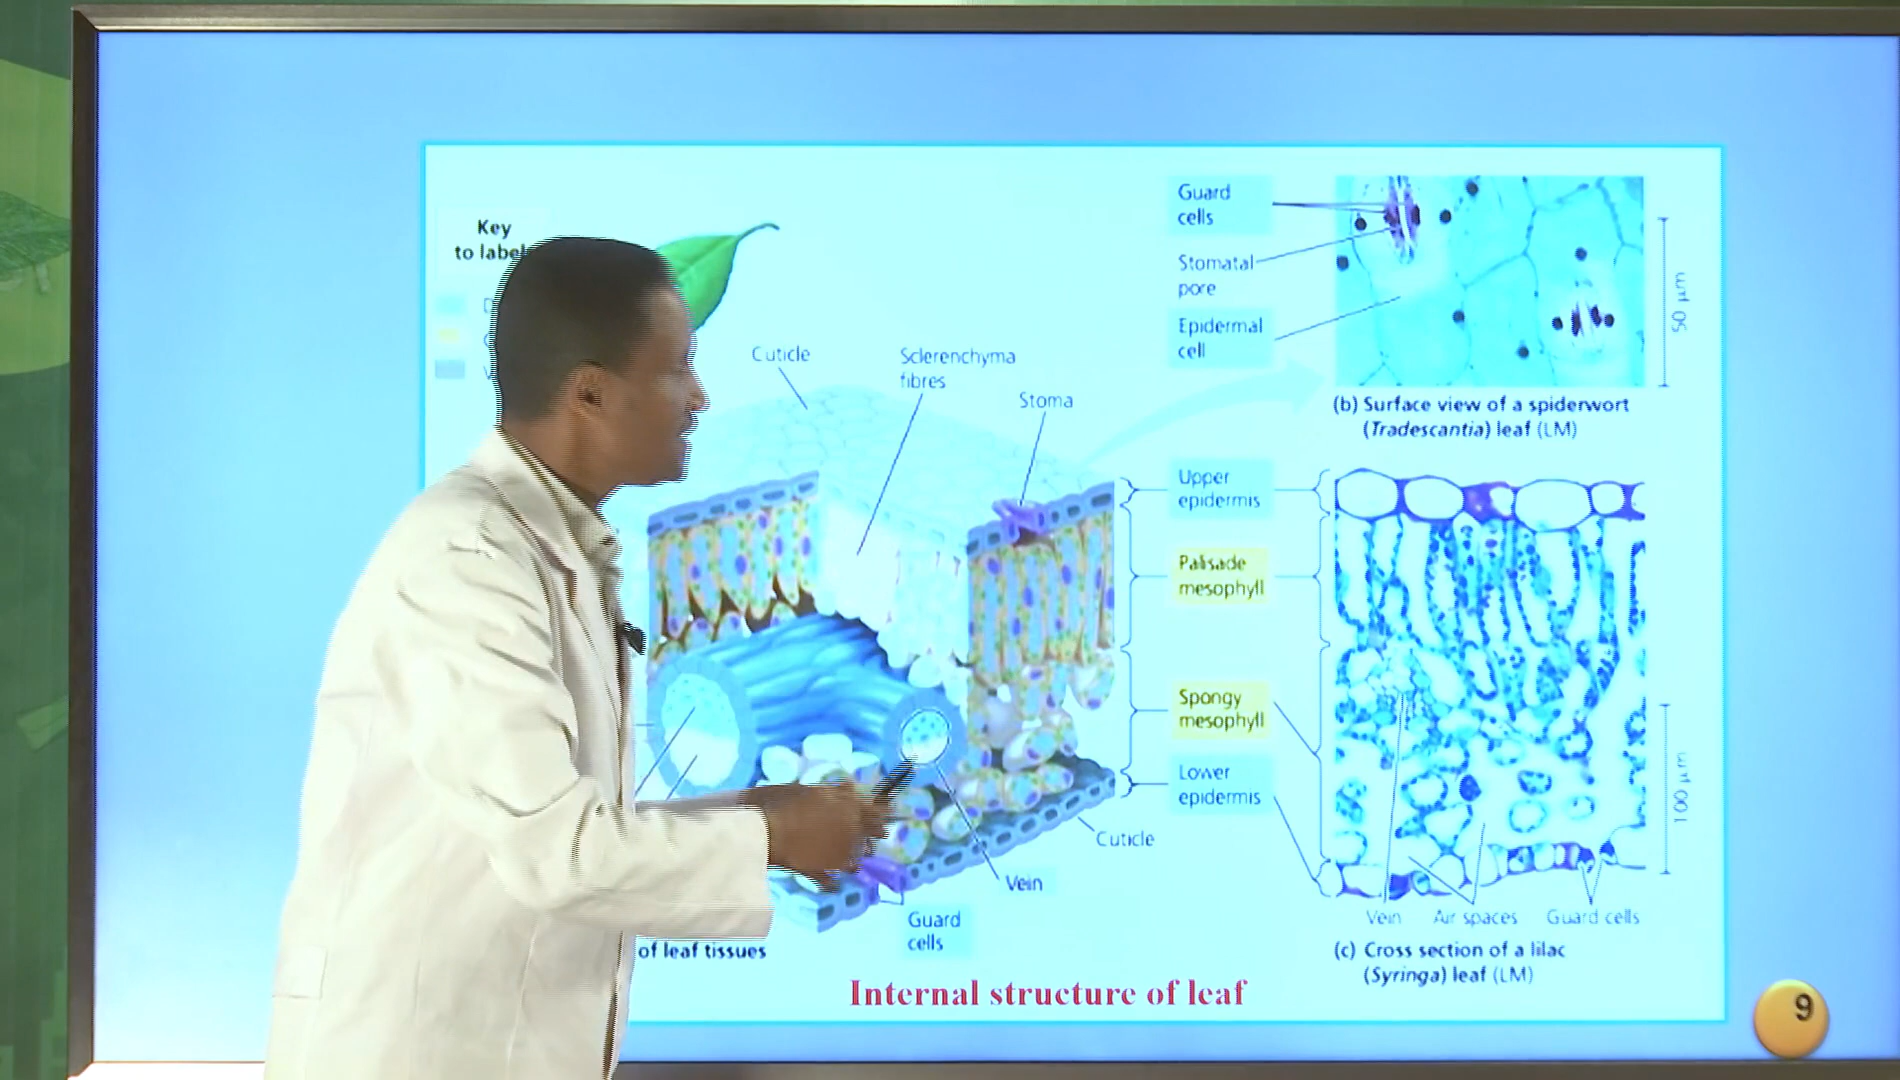 Key
to label
Cuticle
Sclerenchyma
fibres
Stoma
Guard
cells
Stomatal
pore
Epidermal
cell
50 µm
(b) Surface view of a spiderwort
(Tradescantia) leaf (LM)
Upper
epidermis
Palisade
mesophyll
Spongy
mesophyll
Lower
epidermis
100 µm
Cuticle
Vein
Guard
cells
of leaf tissues
Vein
Air spaces
Guard cells
(c) Cross section of a lilac
(Syringa) leaf (LM)
Internal structure of leaf
9